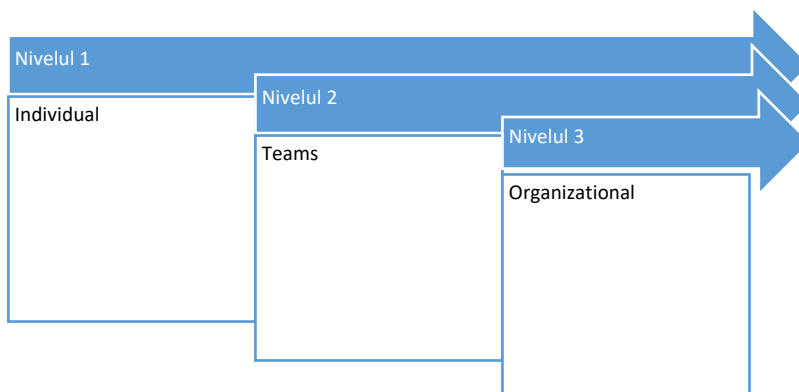 Nivelul 1
Individual
Nivelul 2
Teams
Nivelul 3
Organizational